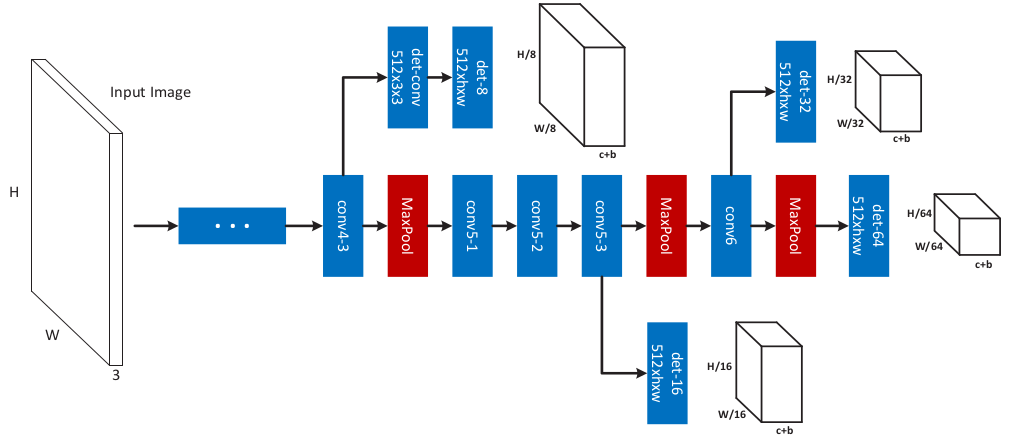 Input Image
H
W
3
. . .
conv4-3
det-conv
512x3x3
det-8
512xhxw
H/8
W/8
c+b
MaxPool
conv5-1
conv5-2
conv5-3
det-16
512xhxw
H/16
W/16
c+b
MaxPool
conv6
det-32
512xhxw
H/32
W/32
c+b
MaxPool
det-64
512xhxw
H/64
W/64
c+b